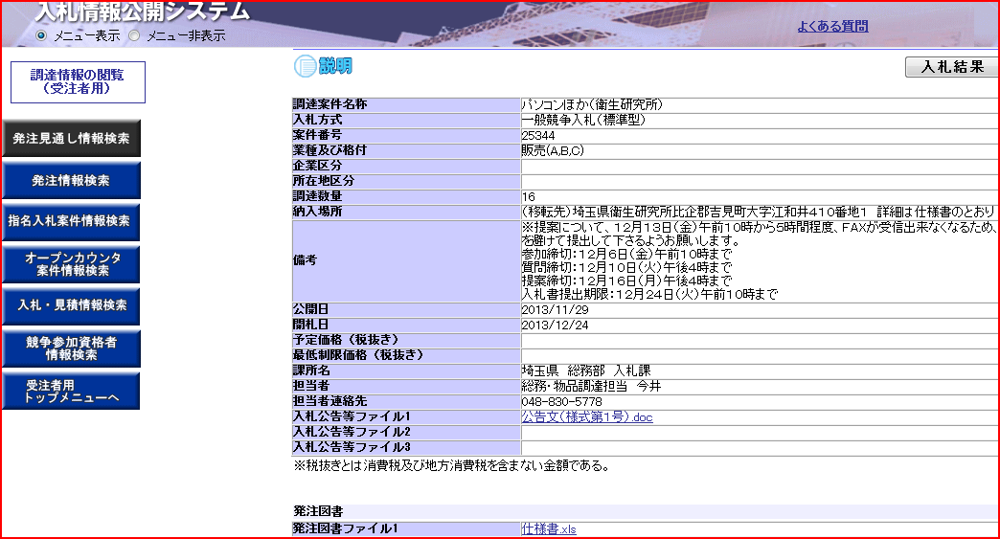 入札情報公開システム
メニュー表示 メニュー非表示
よくある質問
調達情報の閲覧
（受注者用）
発注見通し情報検索
発注情報検索
指名入札案件情報検索
オープンカウンタ
案件情報検索
入札・見積情報検索
競争参加資格者
情報検索
受注者用
トップメニューへ
説明
入札結果
調達案件名称 パソコンほか（衛生研究所）
入札方式 一般競争入札（標準型）
案件番号 25344
業種及び格付 販売(A,B,C)
企業区分
所在地区分
調達数量 16
納入場所 （移転先）埼玉県衛生研究所比企郡吉見町大字江和井４１０番地１　詳細は仕様書のとおり
備考 ※提案について、１２月１３日（金）午前１０時から５時間程度、ＦＡＸが受信出来なくなるため、
を避けて提出して下さるようお願いします。
参加締切：１２月６日（金）午前１０時まで
質問締切：１２月１０日（火）午後４時まで
提案締切：１２月１６日（月）午後４時まで
入札書提出期限：１２月２４日（火）午前１０時まで
公開日 2013/11/29
開札日 2013/12/24
予定価格（税抜き）
最低制限価格（税抜き）
課所名 埼玉県　総務部　入札課
担当者 総務・物品調達担当　今井
担当者連絡先 048-830-5778
入札公告等ファイル1 公告文（様式第１号）.doc
入札公告等ファイル2
入札公告等ファイル3
※税抜きとは消費税及び地方消費税を含まない金額である。
発注図書
発注図書ファイル1 仕様書.xls